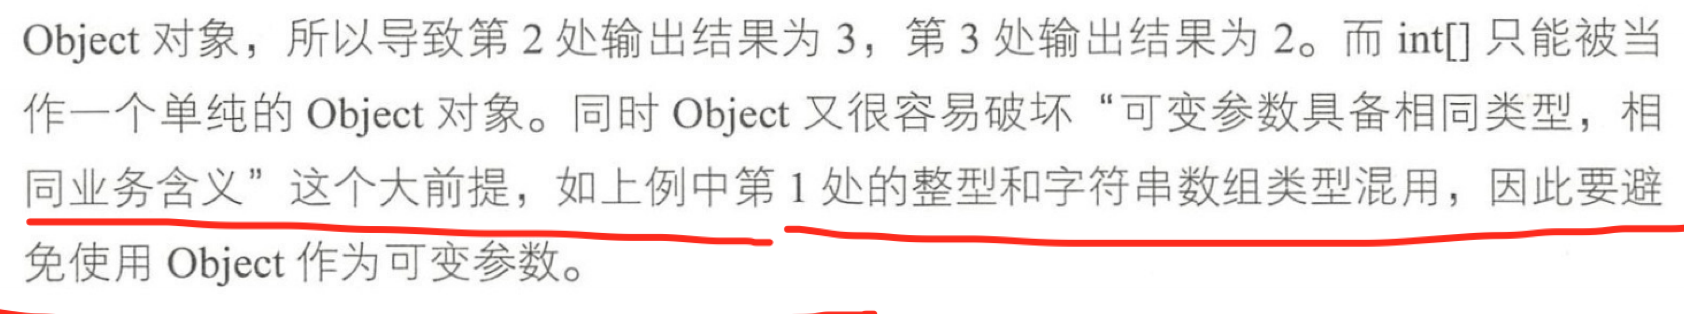 Object 对象，所以导致第 2 处输出结果为 3，第 3 处输出结果为 2。而 int[] 只能被当
作一个单纯的 Object 对象。同时 Object 又很容易破坏“可变参数具备相同类型，相
同业务含义”这个大前提，如上例中第 1 处的整型和字符串数组类型混用，因此要避
免使用 Object 作为可变参数。